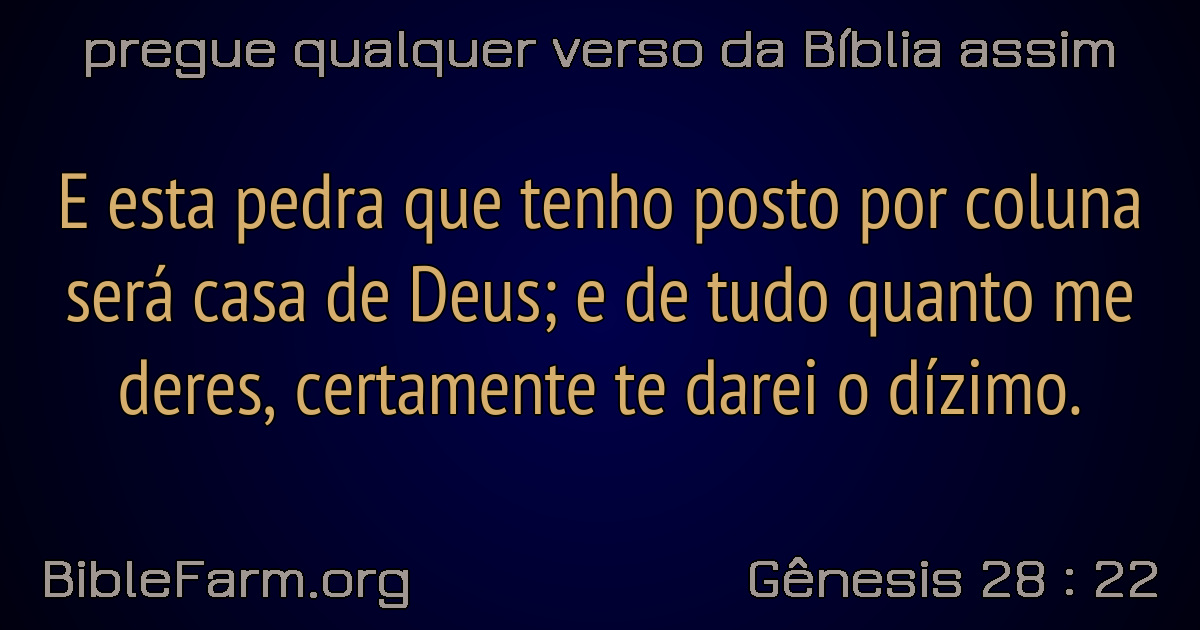 pregue qualquer verso da Bíblia assim
E esta pedra que tenho posto por coluna
será casa de Deus; e de tudo quanto me
deres, certamente te darei o dízimo.
BibleFarm.org
Gênesis 28 : 22